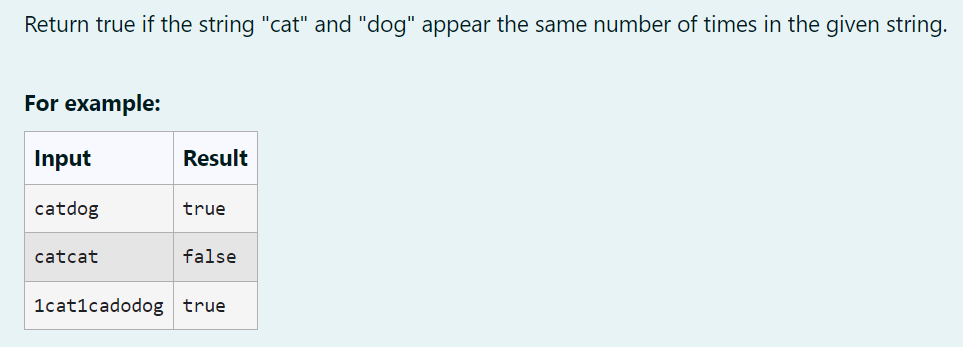 Return true if the string "cat" and "dog" appear the same number of times in the given string.
For example:
Input Result
catdog true
catcat false
1cat1cadodog true